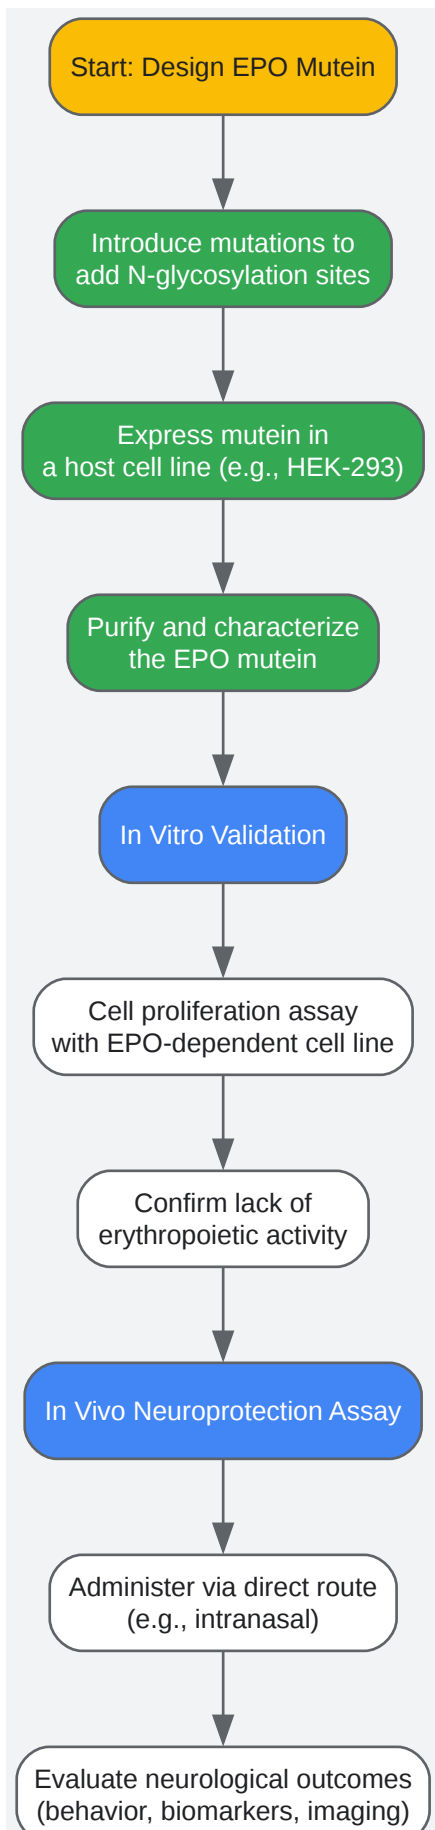 Start: Design EPO Mutein
Introduce mutations to
add N-glycosylation sites
Express mutein in
a host cell line (e.g., HEK-293)
Purify and characterize
the EPO mutein
In Vitro Validation
Cell proliferation assay
with EPO-dependent cell line
Confirm lack of
erythropoietic activity
In Vivo Neuroprotection Assay
Administer via direct route
(e.g., intranasal)
Evaluate neurological outcomes
(behavior, biomarkers, imaging)